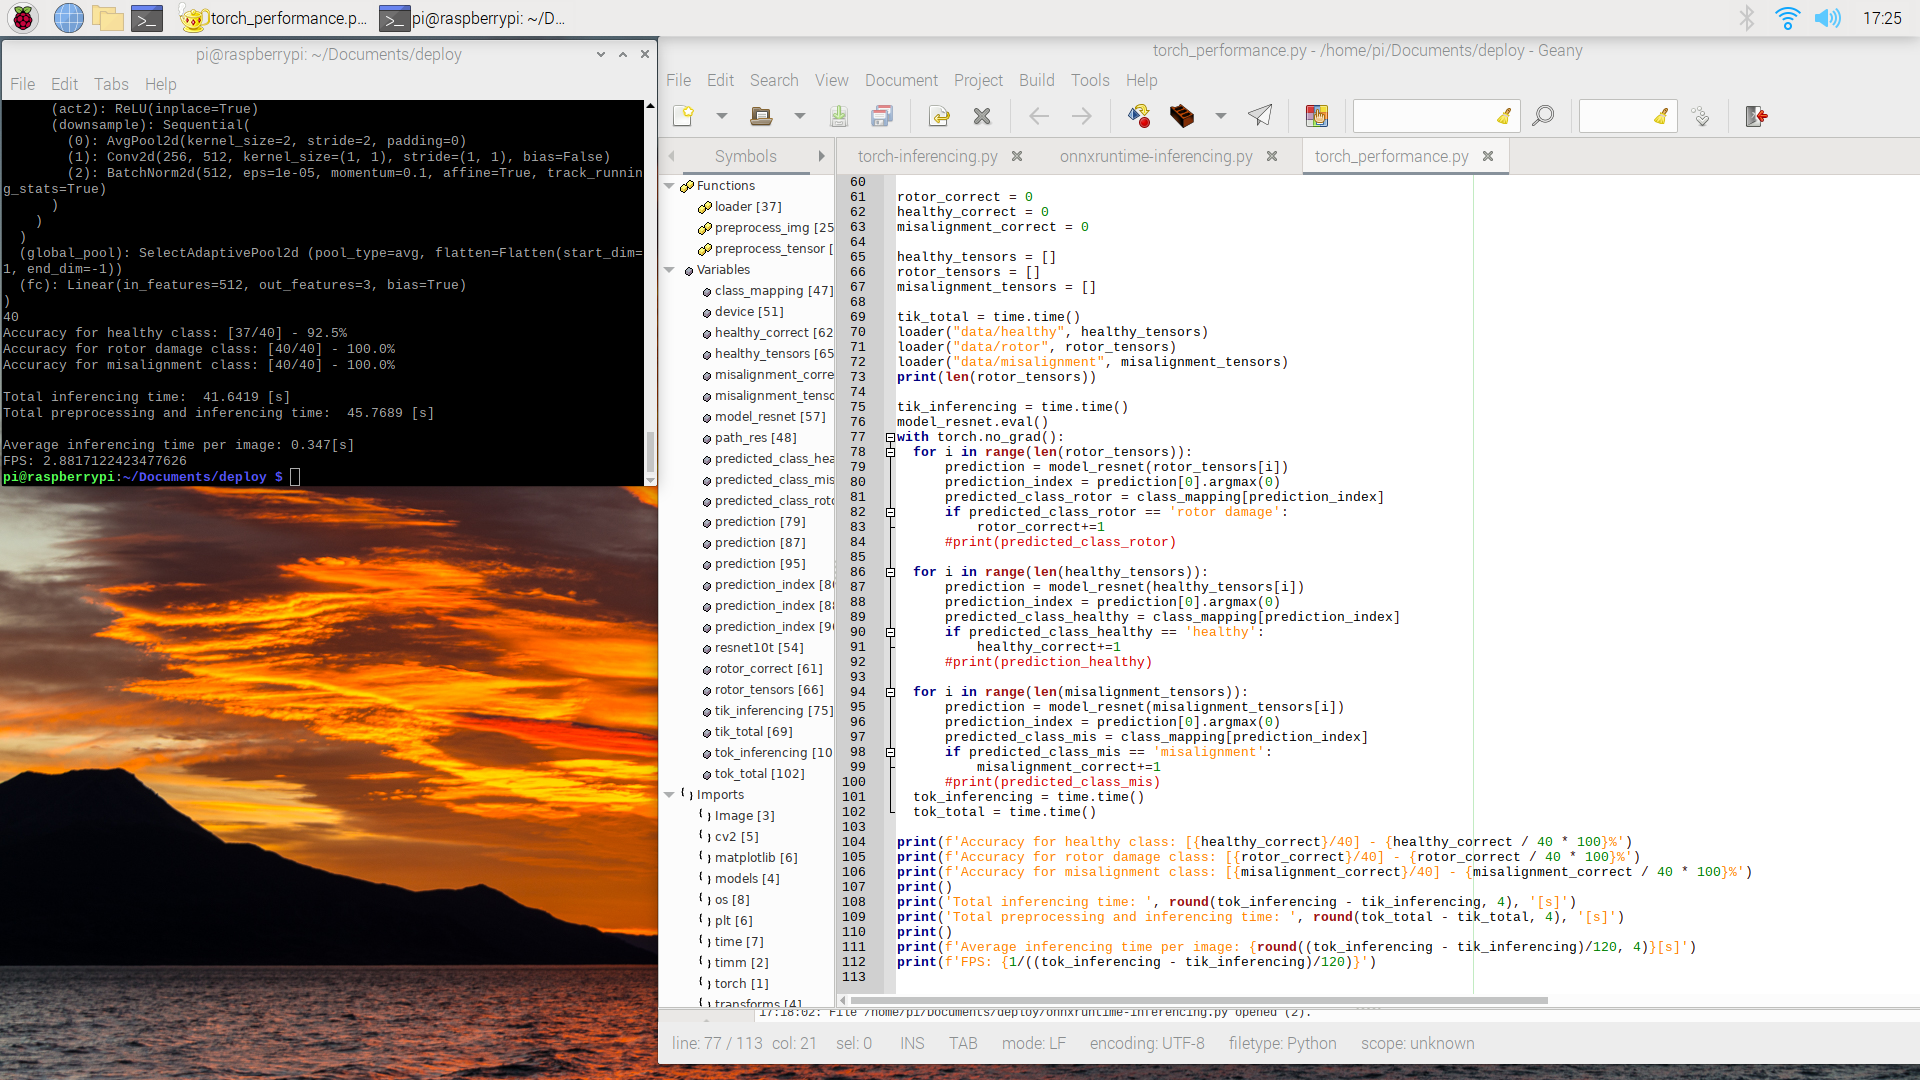 torch_performance.p...
pi@raspberrypi: ~/D...
17:25
pi@raspberrypi: ~/Documents/deploy
File Edit Tabs Help
(act2): ReLU(inplace=True)
(downsample): Sequential(
(0): AvgPool2d(kernel_size=2, stride=2, padding=0)
(1): Conv2d(256, 512, kernel_size=(1, 1), stride=(1, 1), bias=False)
(2): BatchNorm2d(512, eps=1e-05, momentum=0.1, affine=True, track_runnin
g_stats=True)
)
)
)
(global_pool): SelectAdaptivePool2d (pool_type=avg, flatten=Flatten(start_dim=
1, end_dim=-1))
(fc): Linear(in_features=512, out_features=3, bias=True)
)
40
Accuracy for healthy class: [37/40] - 92.5%
Accuracy for rotor damage class: [40/40] - 100.0%
Accuracy for misalignment class: [40/40] - 100.0%
Total inferencing time:  41.6419 [s]
Total preprocessing and inferencing time:  45.7689 [s]
Average inferencing time per image: 0.347[s]
FPS: 2.8817122423477626
pi@raspberrypi:~/Documents/deploy $
torch_performance.py - /home/pi/Documents/deploy - Geany
File Edit Search View Document Project Build Tools Help
Symbols
Functions
loader [37]
preprocess_img [25
preprocess_tensor [
Variables
class_mapping [47]
device [51]
healthy_correct [62
healthy_tensors [65
misalignment_corre
misalignment_tenso
model_resnet [57]
path_res [48]
predicted_class_hea
predicted_class_mis
predicted_class_roto
prediction [79]
prediction [87]
prediction [95]
prediction_index [80
prediction_index [88
prediction_index [96
resnet10t [54]
rotor_correct [61]
rotor_tensors [66]
tik_inferencing [75]
tik_total [69]
tok_inferencing [10
tok_total [102]
Imports
Image [3]
cv2 [5]
matplotlib [6]
models [4]
os [8]
plt [6]
time [7]
timm [2]
torch [1]
transforms [4]
torch-inferencing.py
onnxruntime-inferencing.py
torch_performance.py
60
61 rotor_correct = 0
62 healthy_correct = 0
63 misalignment_correct = 0
64
65 healthy_tensors = []
66 rotor_tensors = []
67 misalignment_tensors = []
68
69 tik_total = time.time()
70 loader("data/healthy", healthy_tensors)
71 loader("data/rotor", rotor_tensors)
72 loader("data/misalignment", misalignment_tensors)
73 print(len(rotor_tensors))
74
75 tik_inferencing = time.time()
76 model_resnet.eval()
77 with torch.no_grad():
78 for i in range(len(rotor_tensors)):
79 prediction = model_resnet(rotor_tensors[i])
80 prediction_index = prediction[0].argmax(0)
81 predicted_class_rotor = class_mapping[prediction_index]
82 if predicted_class_rotor == 'rotor damage':
83 rotor_correct+=1
84 #print(predicted_class_rotor)
85
86 for i in range(len(healthy_tensors)):
87 prediction = model_resnet(healthy_tensors[i])
88 prediction_index = prediction[0].argmax(0)
89 predicted_class_healthy = class_mapping[prediction_index]
90 if predicted_class_healthy == 'healthy':
91 healthy_correct+=1
92 #print(prediction_healthy)
93
94 for i in range(len(misalignment_tensors)):
95 prediction = model_resnet(misalignment_tensors[i])
96 prediction_index = prediction[0].argmax(0)
97 predicted_class_mis = class_mapping[prediction_index]
98 if predicted_class_mis == 'misalignment':
99 misalignment_correct+=1
100 #print(predicted_class_mis)
101 tok_inferencing = time.time()
102 tok_total = time.time()
103
104 print(f'Accuracy for healthy class: [{healthy_correct}/40] - {healthy_correct / 40 * 100}%')
105 print(f'Accuracy for rotor damage class: [{rotor_correct}/40] - {rotor_correct / 40 * 100}%')
106 print(f'Accuracy for misalignment class: [{misalignment_correct}/40] - {misalignment_correct / 40 * 100}%')
107 print()
108 print('Total inferencing time: ', round(tok_inferencing - tik_inferencing, 4), '[s]')
109 print('Total preprocessing and inferencing time: ', round(tok_total - tik_total, 4), '[s]')
110 print()
111 print(f'Average inferencing time per image: {round((tok_inferencing - tik_inferencing)/120, 4)}[s]')
112 print(f'FPS: {1/((tok_inferencing - tik_inferencing)/120)}')
113
17:18:02: File /home/pi/Documents/deploy/onnxruntime-inferencing.py opened (2).
line: 77 / 113 col: 21 sel: 0 INS TAB mode: LF encoding: UTF-8 filetype: Python scope: unknown